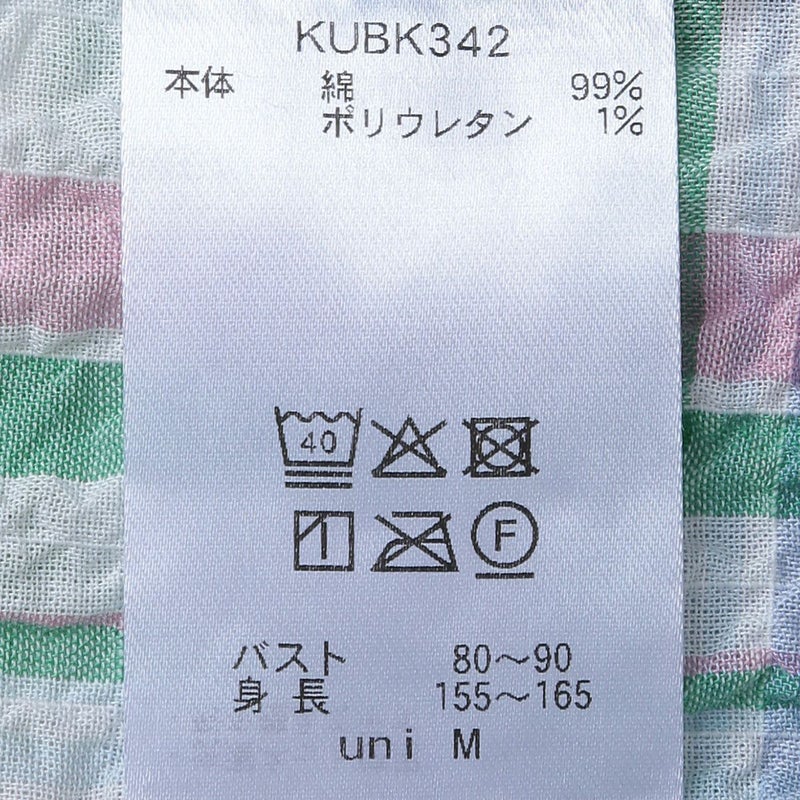 KUBK342
本体 綿 99%
ポリウレタン 1%
40
F
バスト 80～90
身長 155～165
uni M